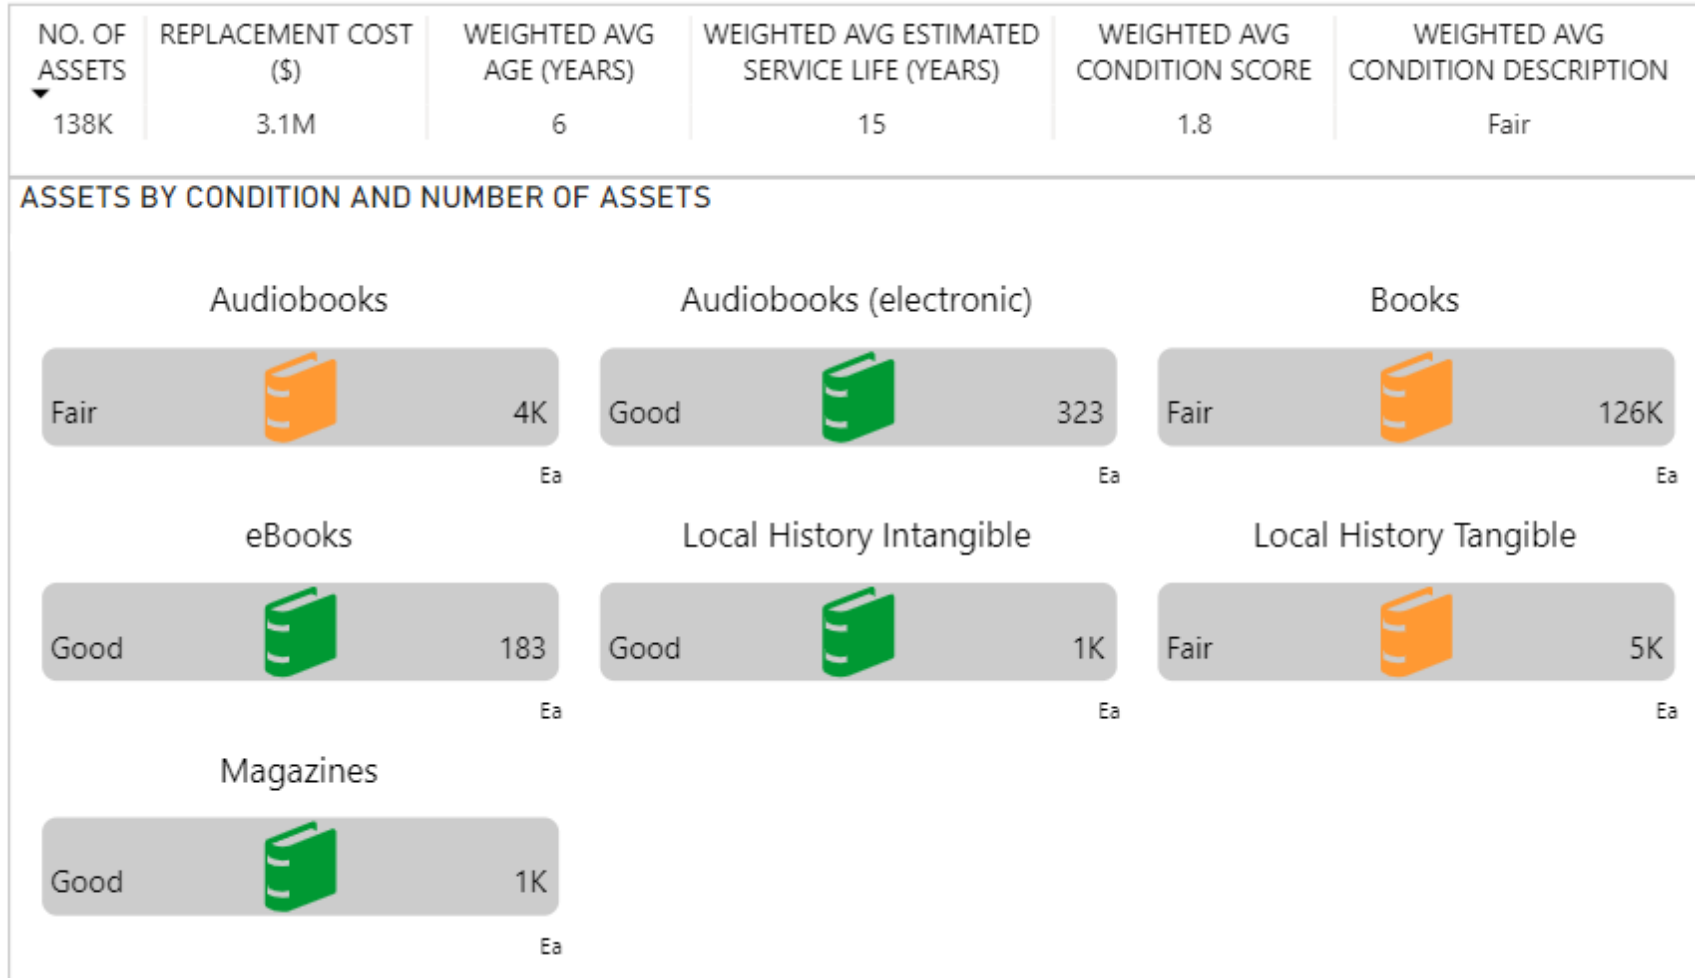 NO. OF ASSETS
REPLACEMENT COST ($)
WEIGHTED AVG AGE (YEARS)
WEIGHTED AVG ESTIMATED SERVICE LIFE (YEARS)
WEIGHTED AVG CONDITION SCORE
WEIGHTED AVG CONDITION DESCRIPTION
138K 3.1M 6 15 1.8 Fair
ASSETS BY CONDITION AND NUMBER OF ASSETS
Audiobooks Audiobooks (electronic) Books
Fair 4K Good 323 Fair 126K
Ea Ea Ea
eBooks Local History Intangible Local History Tangible
Good 183 Good 1K Fair 5K
Ea Ea Ea
Magazines
Good 1K
Ea